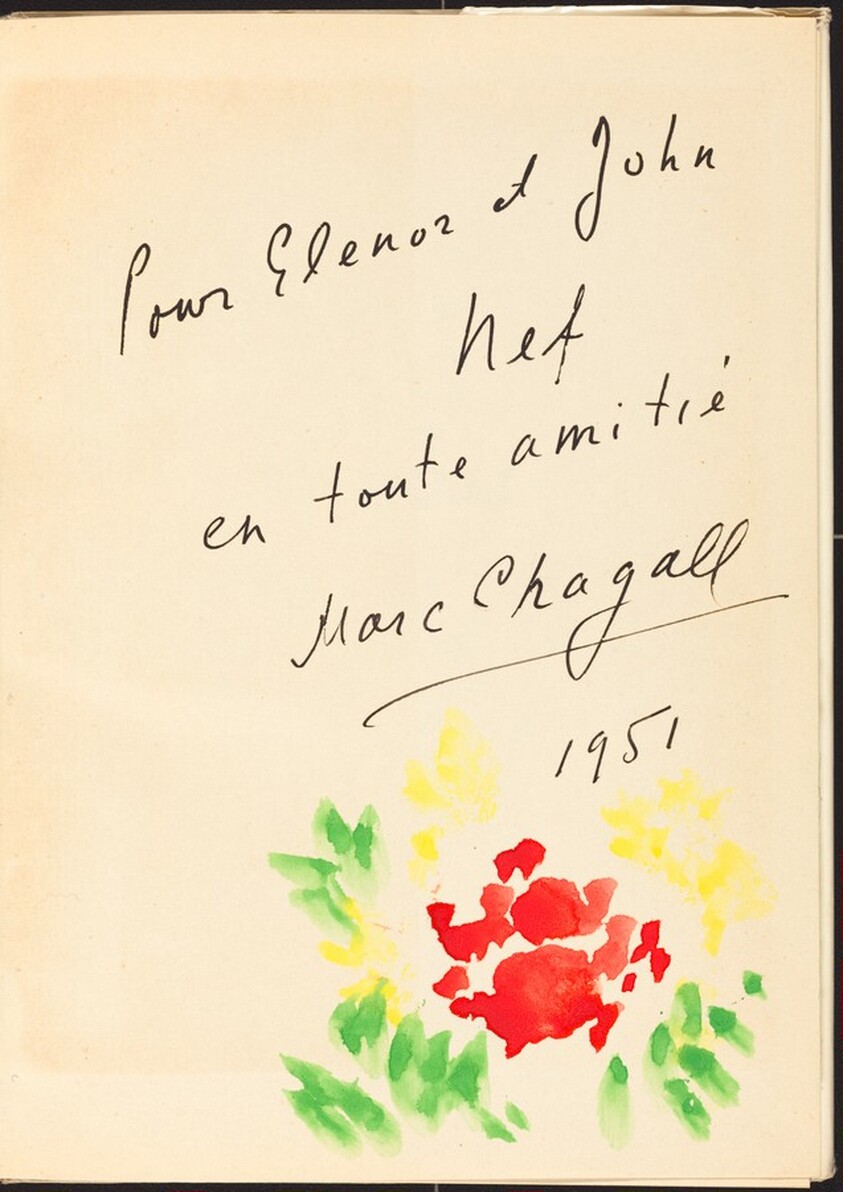 Pour Elenor et John
Nef
en toute amitié
Marc Chagall
1951